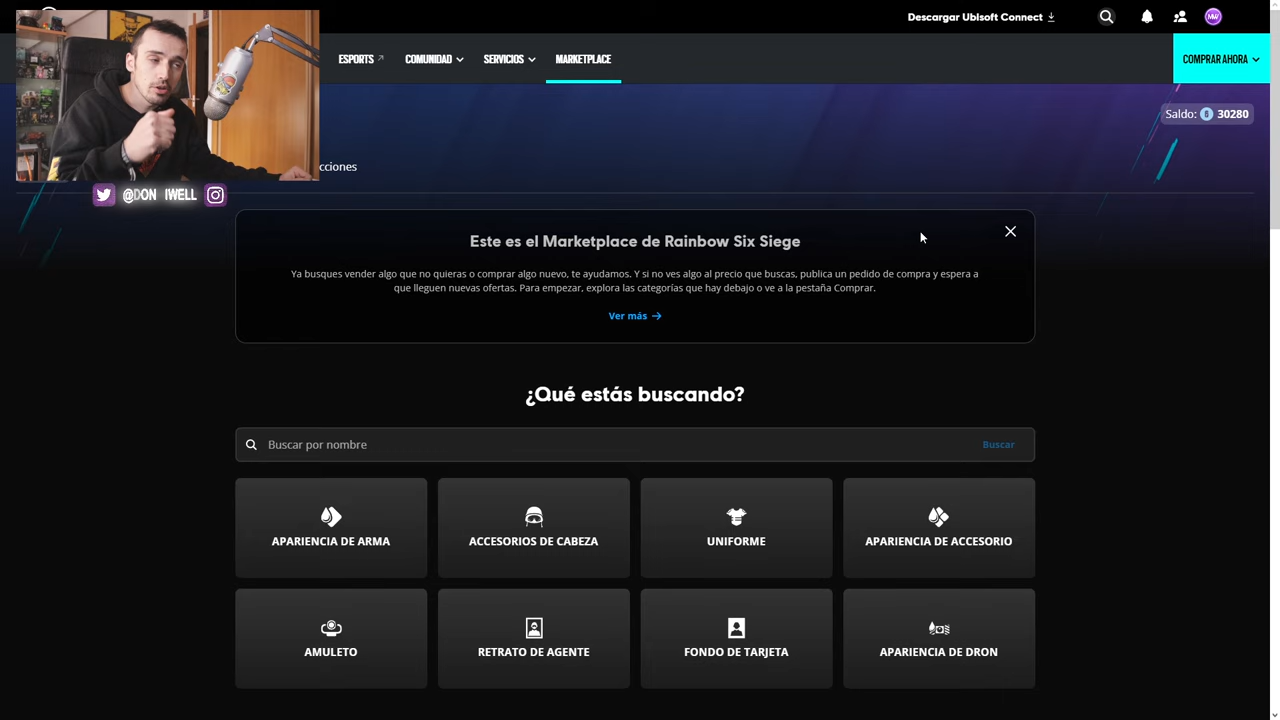 Descargar Ubisoft Connect
MW
ESPORTS
COMUNIDAD
SERVICIOS
MARKETPLACE
COMPRAR AHORA
Saldo: 30280
cciones
@DON IWELL
Este es el Marketplace de Rainbow Six Siege
Ya busques vender algo que no quieras o comprar algo nuevo, te ayudamos. Y si no ves algo al precio que buscas, publica un pedido de compra y espera a
que lleguen nuevas ofertas. Para empezar, explora las categorías que hay debajo o ve a la pestaña Comprar.
Ver más
¿Qué estás buscando?
Buscar por nombre
Buscar
APARIENCIA DE ARMA
ACCESORIOS DE CABEZA
UNIFORME
APARIENCIA DE ACCESORIO
AMULETO
RETRATO DE AGENTE
FONDO DE TARJETA
APARIENCIA DE DRON